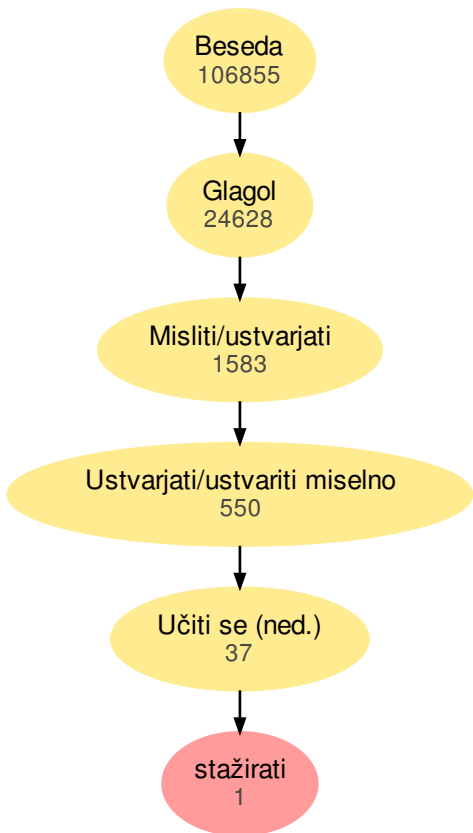 Beseda
106855
Glagol
24628
Misliti/ustvarjati
1583
Ustvarjati/ustvariti miselno
550
Učiti se (ned.)
37
stažirati
1